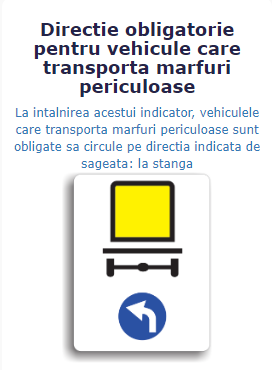 Directie obligatorie
pentru vehicule care
transporta marfuri
periculoase
La intalnirea acestui indicator, vehiculele
care transporta marfuri periculoase sunt
obligate sa circule pe directia indicata de
sageata: la stanga